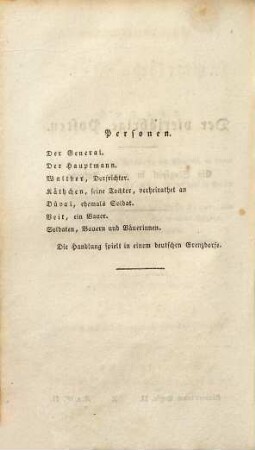 Personen.
Der General.
Der Hauptmann.
Walther, Dorfrichter.
Käthchen, seine Tochter, verheirathet an
Düval, ehemals Soldat.
Veit, ein Bauer.
Soldaten, Bauern und Bäuerinnen.
Die Handlung spielt in einem deutschen Grenzdorfe.